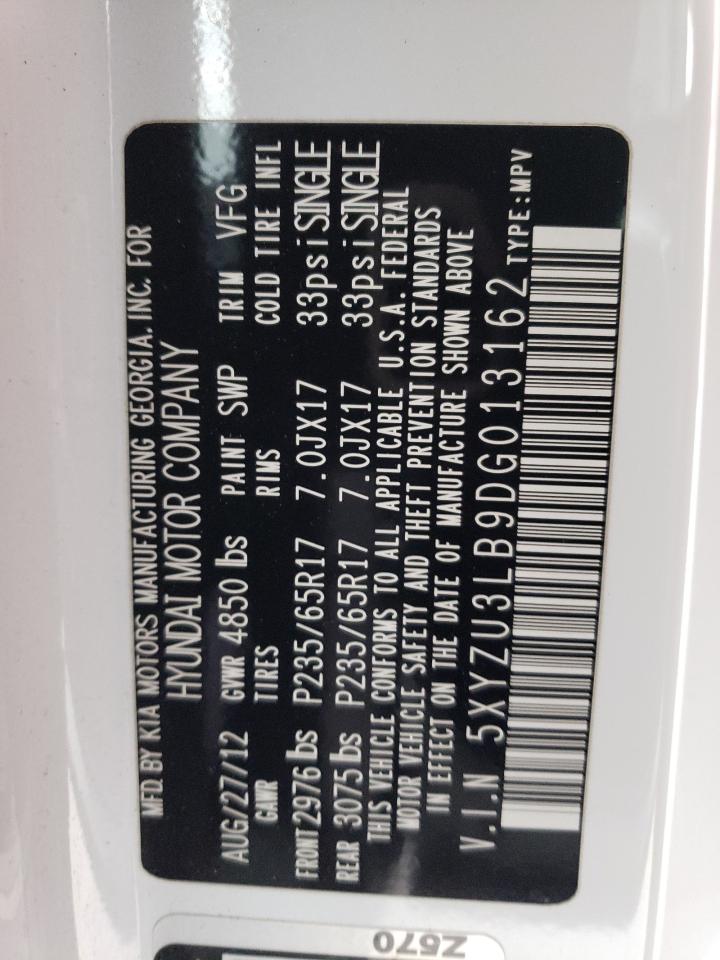 MFD BY KIA MOTORS MANUFACTURING GEORGIA. INC. FOR
HYUNDAI MOTOR COMPANY
AUG/27/12 GVWR 4850 lbs PAINT SWP TRIM VFG
GAWR TIRES RIMS COLD TIRE INFL
FRONT 2976 lbs P235/65R17 7.0JX17 33psi SINGLE
REAR 3075 lbs P235/65R17 7.0JX17 33psi SINGLE
THIS VEHICLE CONFORMS TO ALL APPLICABLE U.S.A. FEDERAL
MOTOR VEHICLE SAFETY AND THEFT PREVENTION STANDARDS
IN EFFECT ON THE DATE OF MANUFACTURE SHOWN ABOVE
V.I.N 5XYZU3LB9DG013162 TYPE:MPV
Z570